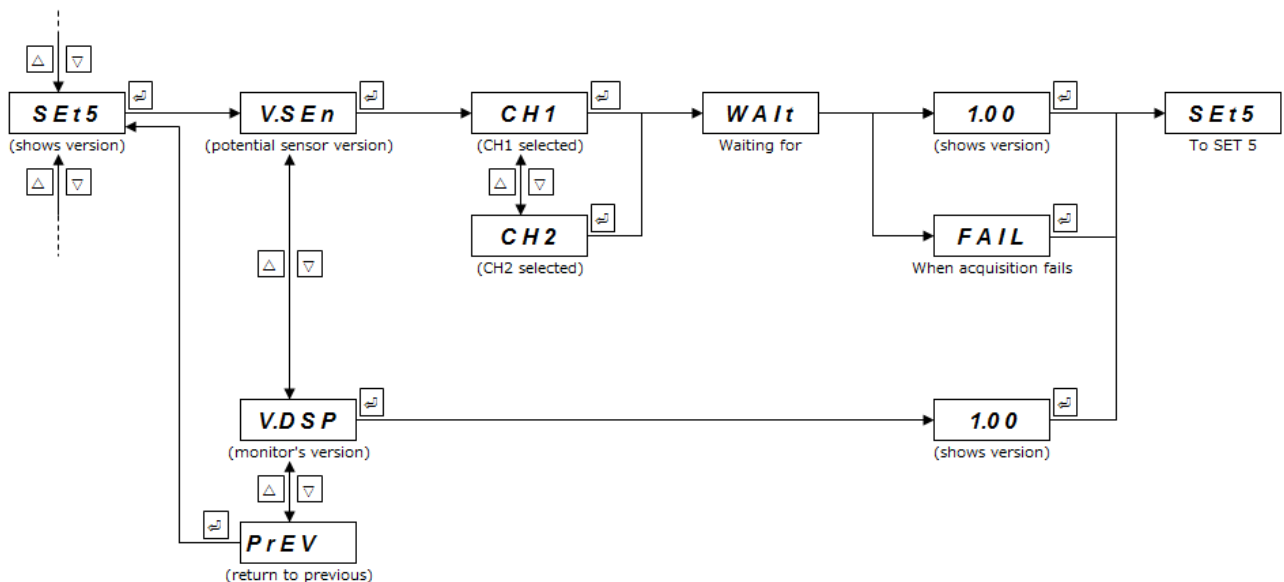 SEt5
(shows version)
V.SEn
(potential sensor version)
CH1
(CH1 selected)
WAIt
Waiting for
1.00
(shows version)
SEt5
To SET 5
CH2
(CH2 selected)
FAIL
When acquisition fails
V.DSP
(monitor's version)
1.00
(shows version)
PrEV
(return to previous)